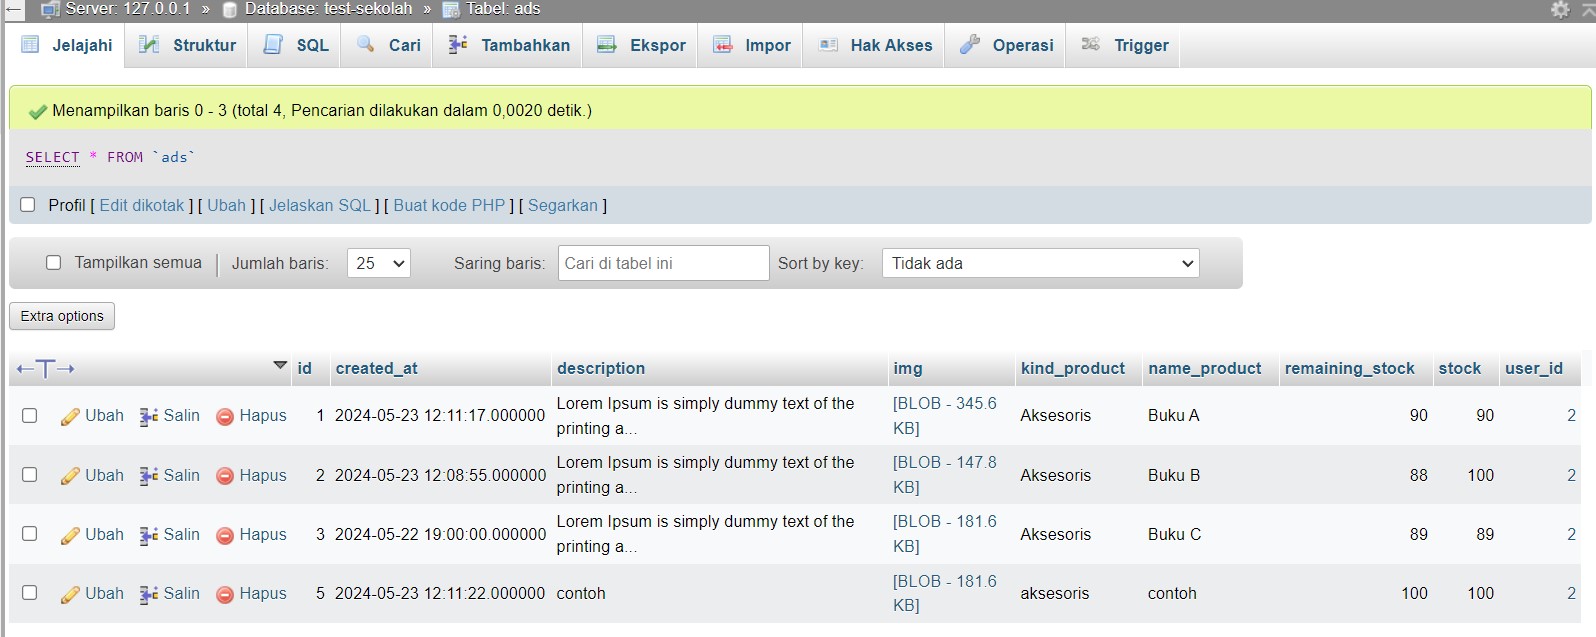 Server: 127.0.0.1 » Database: test-sekolah » Tabel: ads
Jelajahi Struktur SQL Cari Tambahkan Ekspor Impor Hak Akses Operasi Trigger
Menampilkan baris 0 - 3 (total 4, Pencarian dilakukan dalam 0,0020 detik.)
SELECT * FROM `ads`
Profil [ Edit dikotak ] [ Ubah ] [ Jelaskan SQL ] [ Buat kode PHP ] [ Segarkan ]
Tampilkan semua | Jumlah baris: 25 Saring baris: Cari di tabel ini Sort by key: Tidak ada
Extra options
←T→ id created_at description img kind_product name_product remaining_stock stock user_id
Ubah Salin Hapus 1 2024-05-23 12:11:17.000000 Lorem Ipsum is simply dummy text of the printing a... [BLOB - 345.6 KB] Aksesoris Buku A 90 90 2
Ubah Salin Hapus 2 2024-05-23 12:08:55.000000 Lorem Ipsum is simply dummy text of the printing a... [BLOB - 147.8 KB] Aksesoris Buku B 88 100 2
Ubah Salin Hapus 3 2024-05-22 19:00:00.000000 Lorem Ipsum is simply dummy text of the printing a... [BLOB - 181.6 KB] Aksesoris Buku C 89 89 2
Ubah Salin Hapus 5 2024-05-23 12:11:22.000000 contoh [BLOB - 181.6 KB] aksesoris contoh 100 100 2